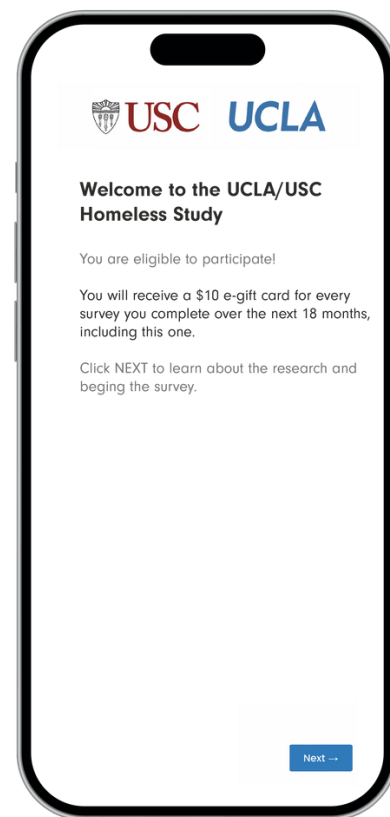 USC UCLA
Welcome to the UCLA/USC
Homeless Study
You are eligible to participate!
You will receive a $10 e-gift card for every
survey you complete over the next 18 months,
including this one.
Click NEXT to learn about the research and
beging the survey.
Next →